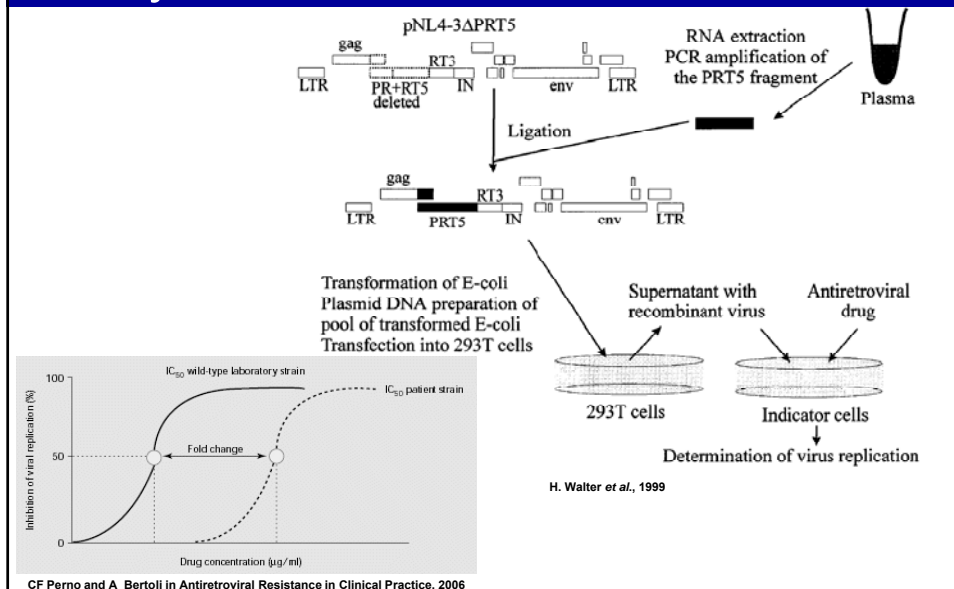 pNL4-3ΔPRT5
gag
RT3
LTR
PR+RT5
deleted
IN
env
LTR
RNA extraction
PCR amplification of
the PRT5 fragment
Plasma
Ligation
gag
RT3
LTR
PRT5
IN
env
LTR
Transformation of E-coli
Plasmid DNA preparation of
pool of transformed E-coli
Transfection into 293T cells
Supernatant with
recombinant virus
Antiretroviral
drug
293T cells
Indicator cells
Determination of virus replication
H. Walter et al., 1999
IC50 wild-type laboratory strain
IC50 patient strain
Fold change
Inhibition of viral replication (%)
100
50
0
Drug concentration (µg/ml)
CF Perno and A Bertoli in Antiretroviral Resistance in Clinical Practice, 2006